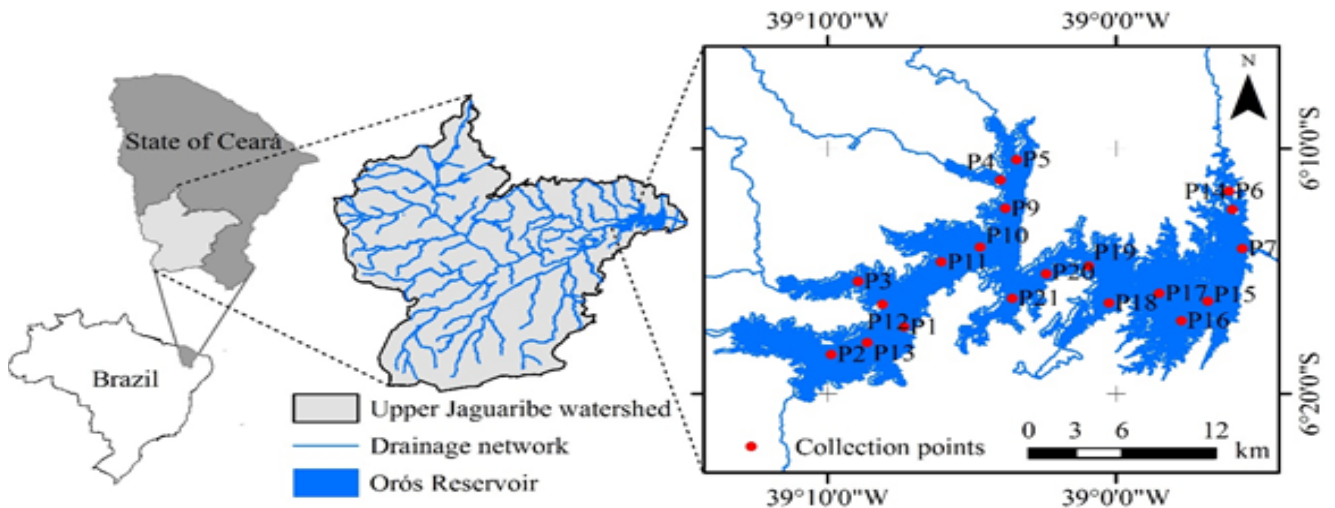 39°10'0"W 39°0'0"W
N
State of Ceará
Brazil
Upper Jaguaribe watershed
Drainage network
Orós Reservoir
6°10'0"S
6°20'0"S
P4
P5
P14
P6
P9
P7
P10
P11
P19
P3
P20
P17
P15
P21
P18
P12
P1
P16
P2
P13
Collection points
0 3 6 12
km
39°10'0"W 39°0'0"W